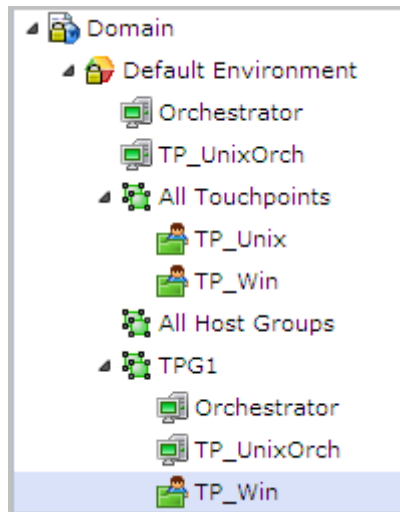 Domain
Default Environment
Orchestrator
TP_UnixOrch
All Touchpoints
TP_Unix
TP_Win
All Host Groups
TPG1
Orchestrator
TP_UnixOrch
TP_Win